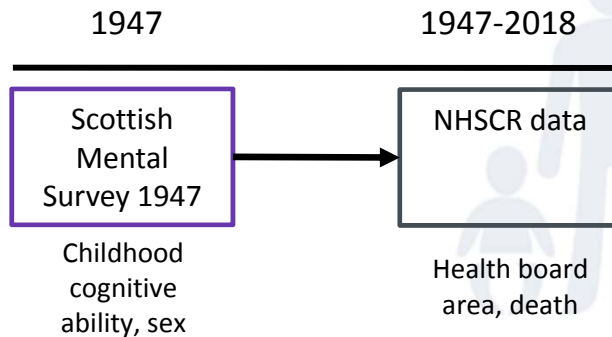 1947
1947-2018
Scottish
Mental
Survey 1947
NHSCR data
Childhood
cognitive
ability, sex
Health board
area, death